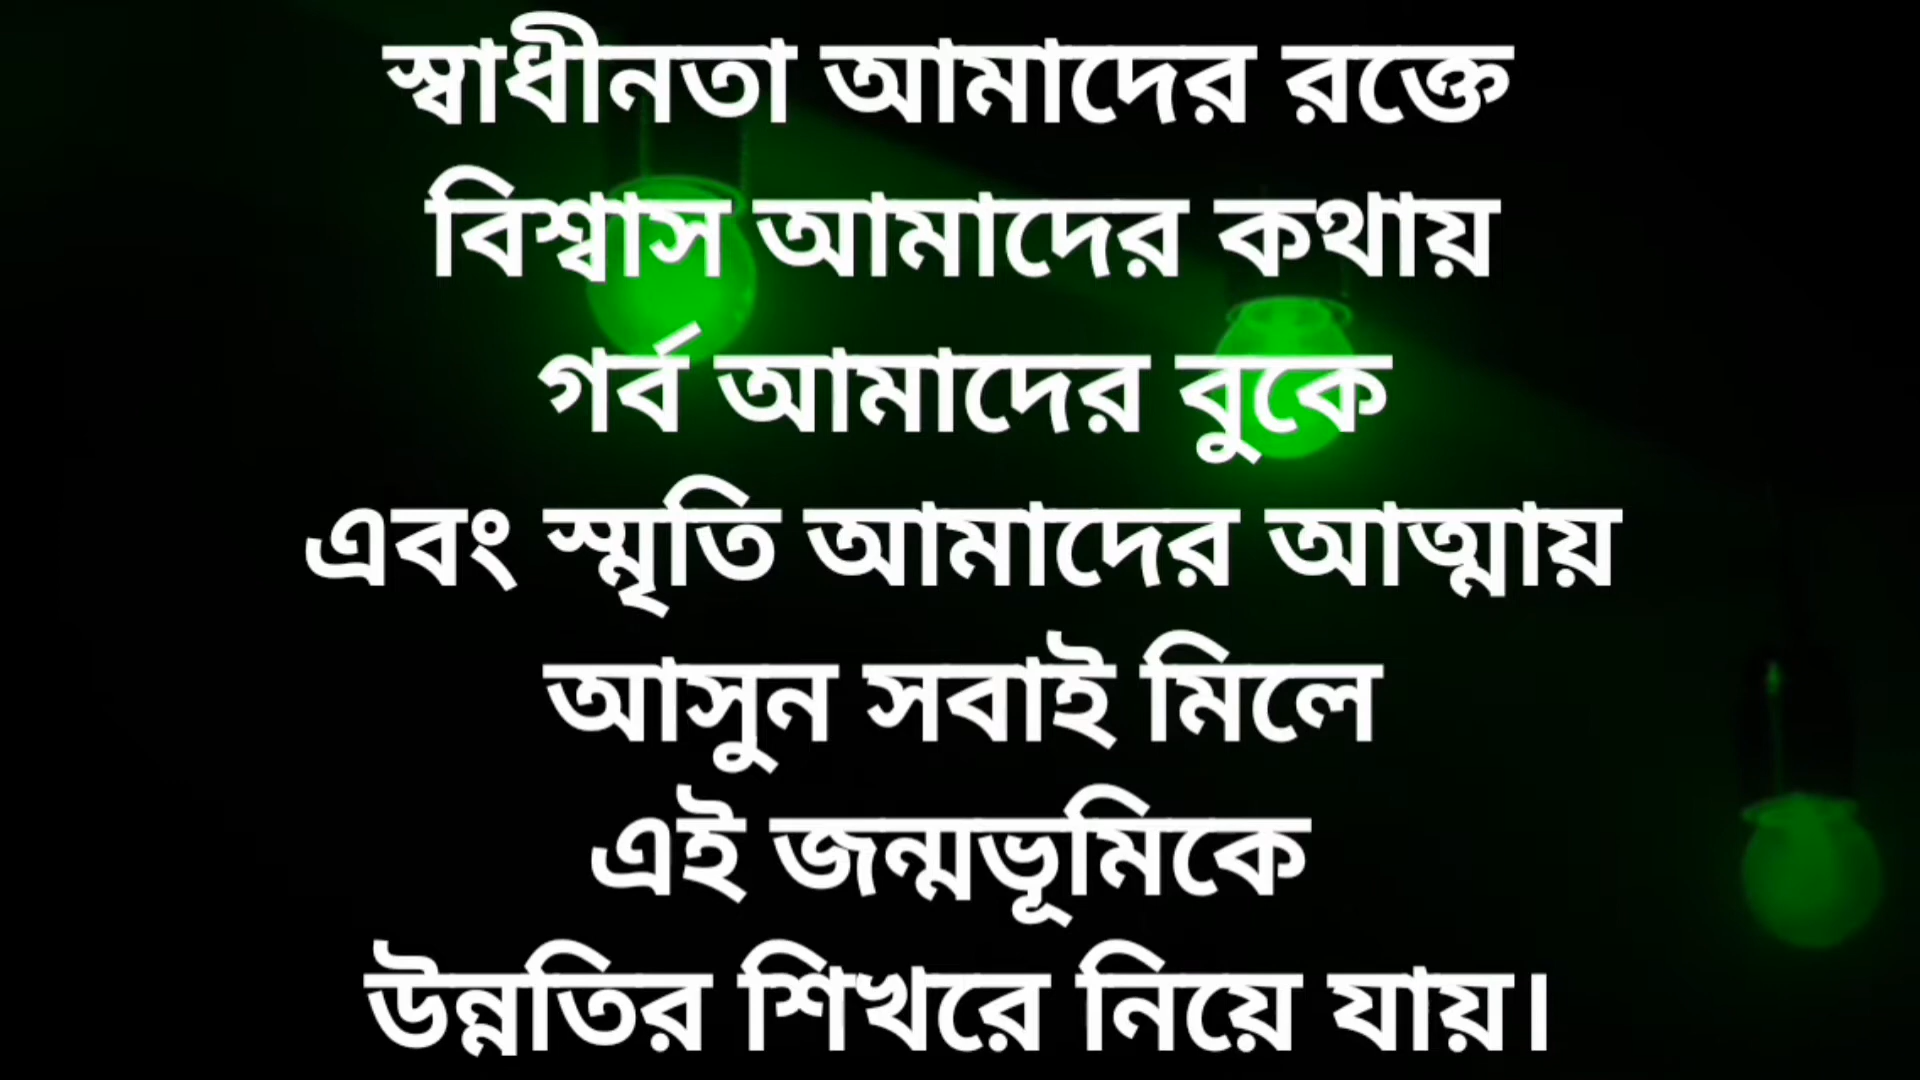 স্বাধীনতা আমাদের রক্তে
বিশ্বাস আমাদের কথায়
গর্ব আমাদের বুকে
এবং স্মৃতি আমাদের আত্মায়
আসুন সবাই মিলে
এই জন্মভূমিকে
উন্নতির শিখরে নিয়ে যায়।